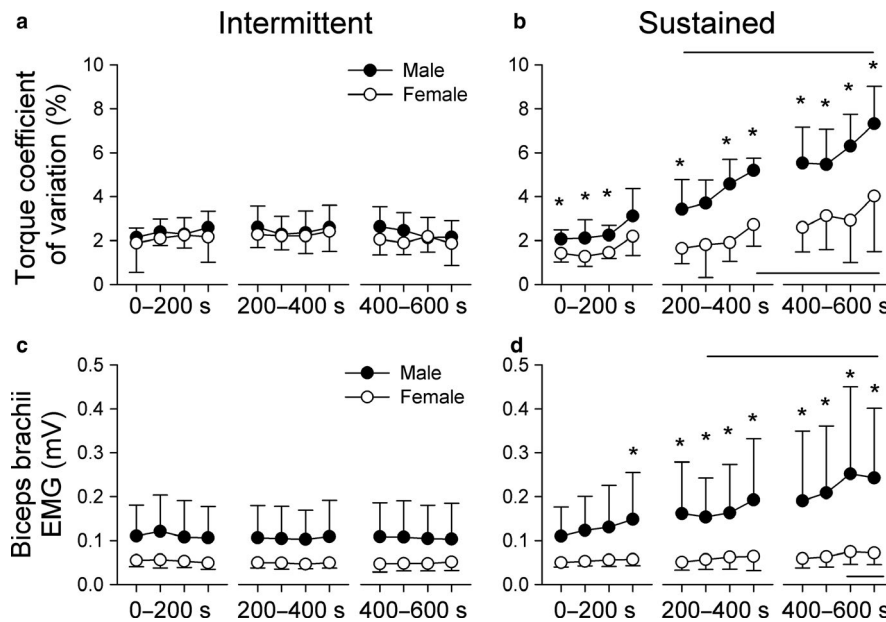 a Intermittent
b Sustained
Torque coefficient
of variation (%)
10
8
6
4
2
0
Male
Female
0–200 s 200–400 s 400–600 s
10
8
6
4
2
0
* * * * * * * * * *
0–200 s 200–400 s 400–600 s
c
d
Biceps brachii
EMG (mV)
0.5
0.4
0.3
0.2
0.1
0.0
Male
Female
0–200 s 200–400 s 400–600 s
0.5
0.4
0.3
0.2
0.1
0.0
* * * * * * * * *
0–200 s 200–400 s 400–600 s